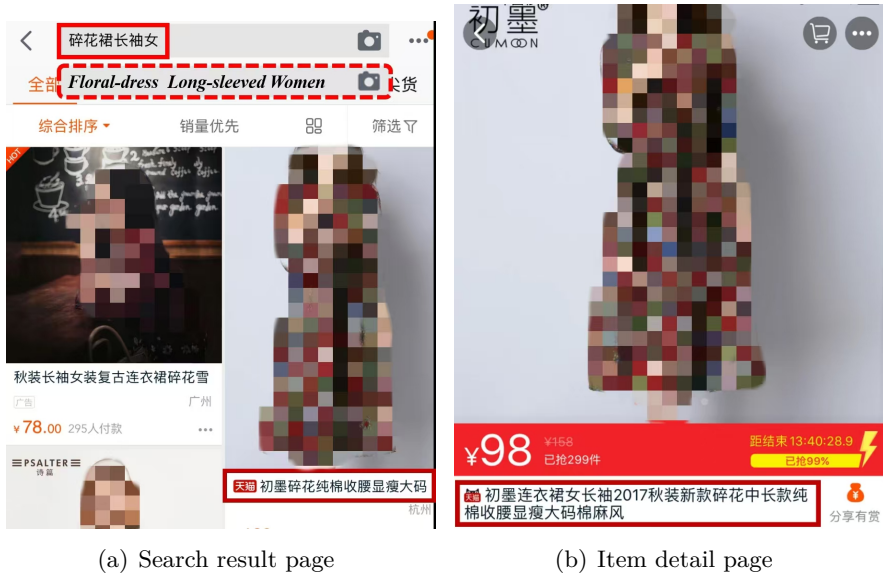 碎花裙长袖女
全部
Floral-dress Long-sleeved Women
尖货
综合排序
销量优先
筛选
HOT
秋装长袖女装复古连衣裙碎花雪
广告
广州
¥78.00 295人付款
PSALTER
诗篇
天猫 初墨碎花纯棉收腰显瘦大码
杭州
(a) Search result page
初墨®
CUMOON
¥98
¥158
已抢299件
距结束13:40:28.9
已抢99%
天猫 初墨连衣裙女长袖2017秋装新款碎花中长款纯
棉收腰显瘦大码棉麻风
分享有赏
(b) Item detail page